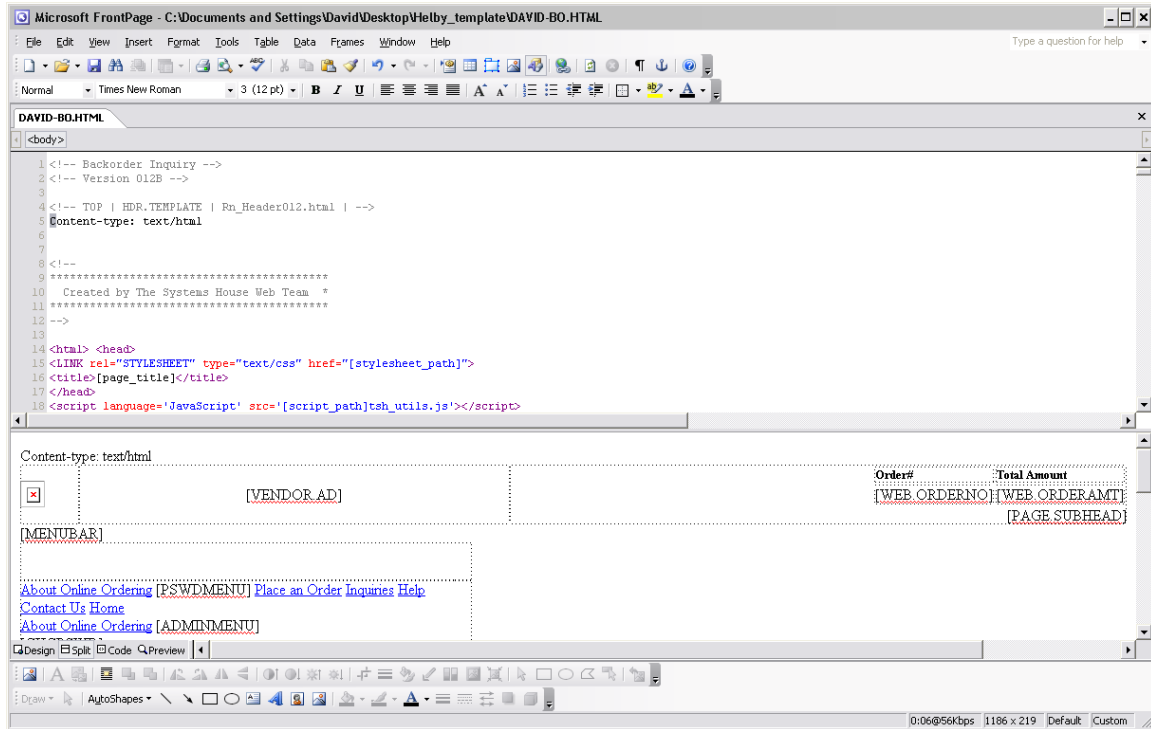 Microsoft FrontPage - C:\Documents and Settings\David\Desktop\Helby_template\DAVID-BO.HTML
File Edit View Insert Format Tools Table Data Frames Window Help Type a question for help
Normal Times New Roman 3 (12 pt) B I U A A ab A
DAVID-BO.HTML
<body>
1 <!-- Backorder Inquiry -->
2 <!-- Version 012B -->
3
4 <!-- TOP | HDR.TEMPLATE | Rn_Header012.html | -->
5 Content-type: text/html
6
7
8 <!--
9 ******************************************
10 Created by The Systems House Web Team *
11 ******************************************
12 -->
13
14 <html> <head>
15 <LINK rel="STYLESHEET" type="text/css" href="[stylesheet_path]">
16 <title>[page_title]</title>
17 </head>
18 <script language='JavaScript' src='[script_path]tsh_utils.js'></script>
Content-type: text/html
Order# Total Amount
[VENDOR.AD] [WEB.ORDERNO] [WEB.ORDERAMT]
[PAGE.SUBHEAD]
[MENUBAR]
About Online Ordering [PSWDMENU] Place an Order Inquiries Help
Contact Us Home
About Online Ordering [ADMINMENU]
Design Split Code Preview
Draw AutoShapes
0:06@56Kbps 1186 x 219 Default Custom